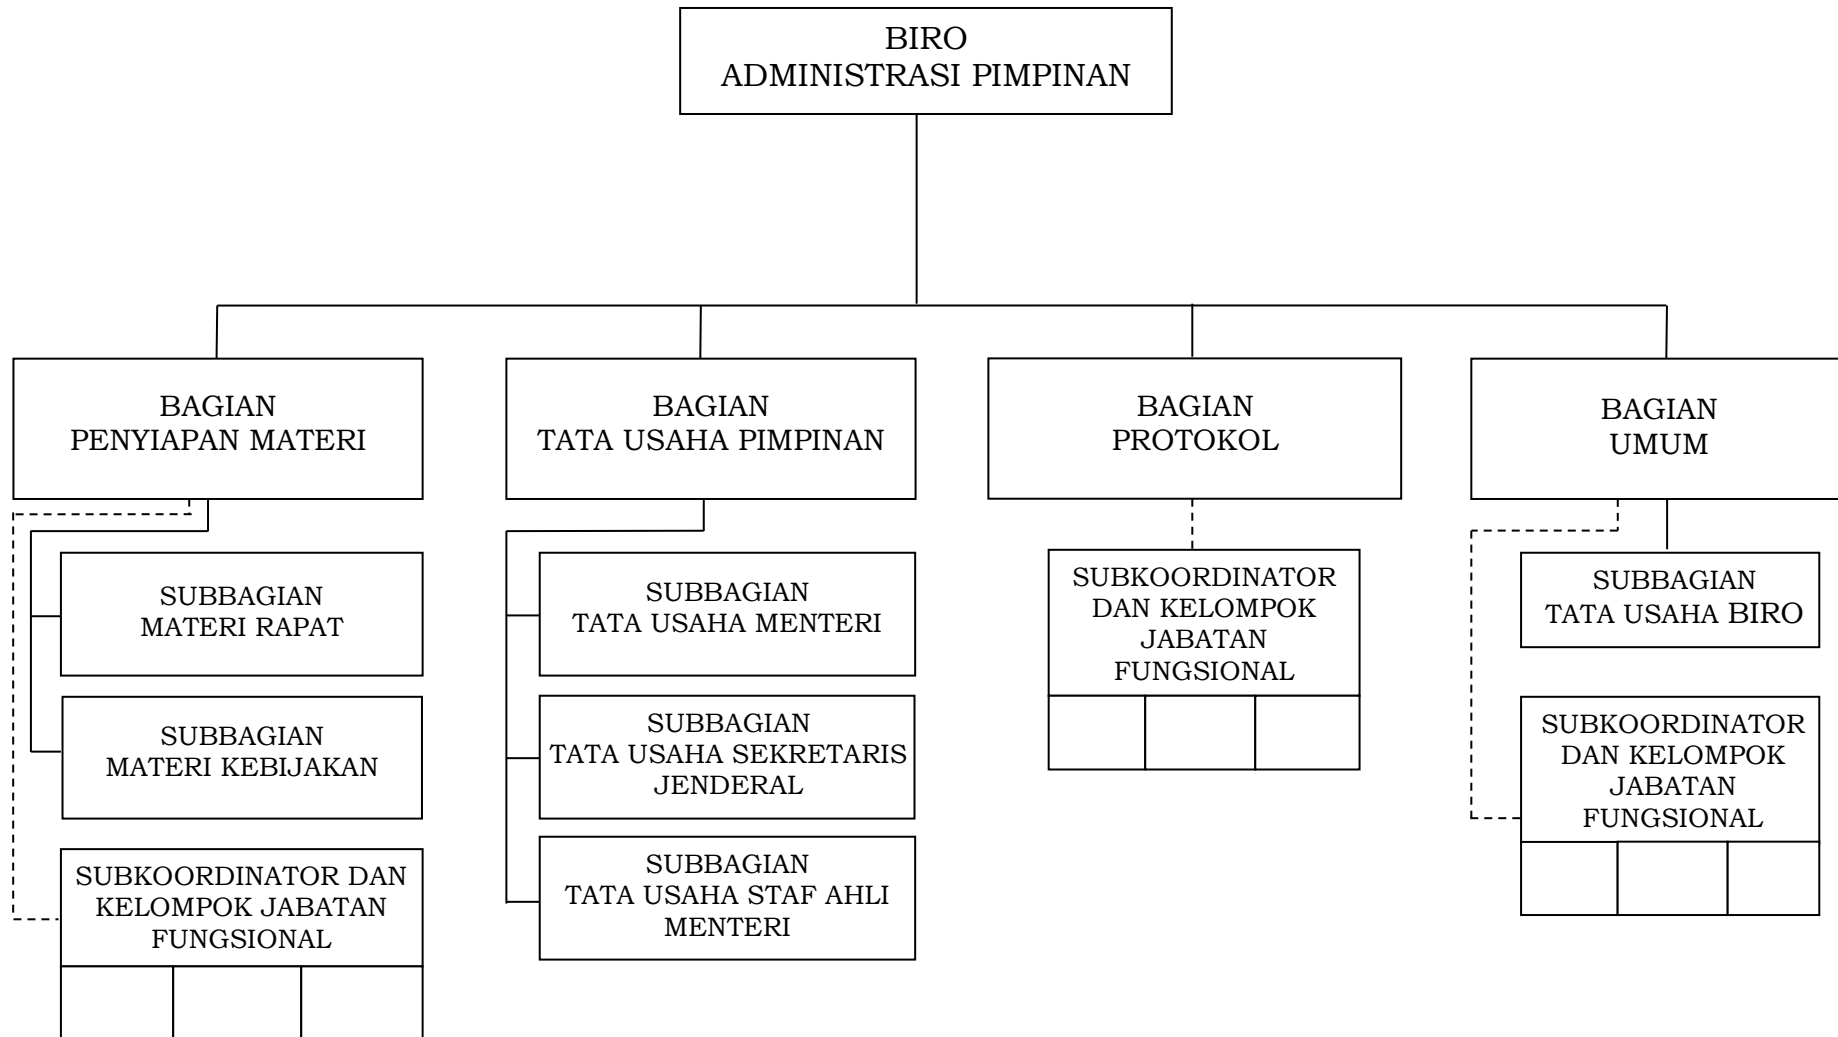 BIRO
ADMINISTRASI PIMPINAN
BAGIAN
PENYIAPAN MATERI
BAGIAN
TATA USAHA PIMPINAN
BAGIAN
PROTOKOL
BAGIAN
UMUM
SUBBAGIAN
MATERI RAPAT
SUBBAGIAN
MATERI KEBIJAKAN
SUBKOORDINATOR DAN
KELOMPOK JABATAN
FUNGSIONAL
SUBBAGIAN
TATA USAHA MENTERI
SUBBAGIAN
TATA USAHA SEKRETARIS
JENDERAL
SUBBAGIAN
TATA USAHA STAF AHLI
MENTERI
SUBKOORDINATOR
DAN KELOMPOK
JABATAN
FUNGSIONAL
SUBBAGIAN
TATA USAHA BIRO
SUBKOORDINATOR
DAN KELOMPOK
JABATAN
FUNGSIONAL